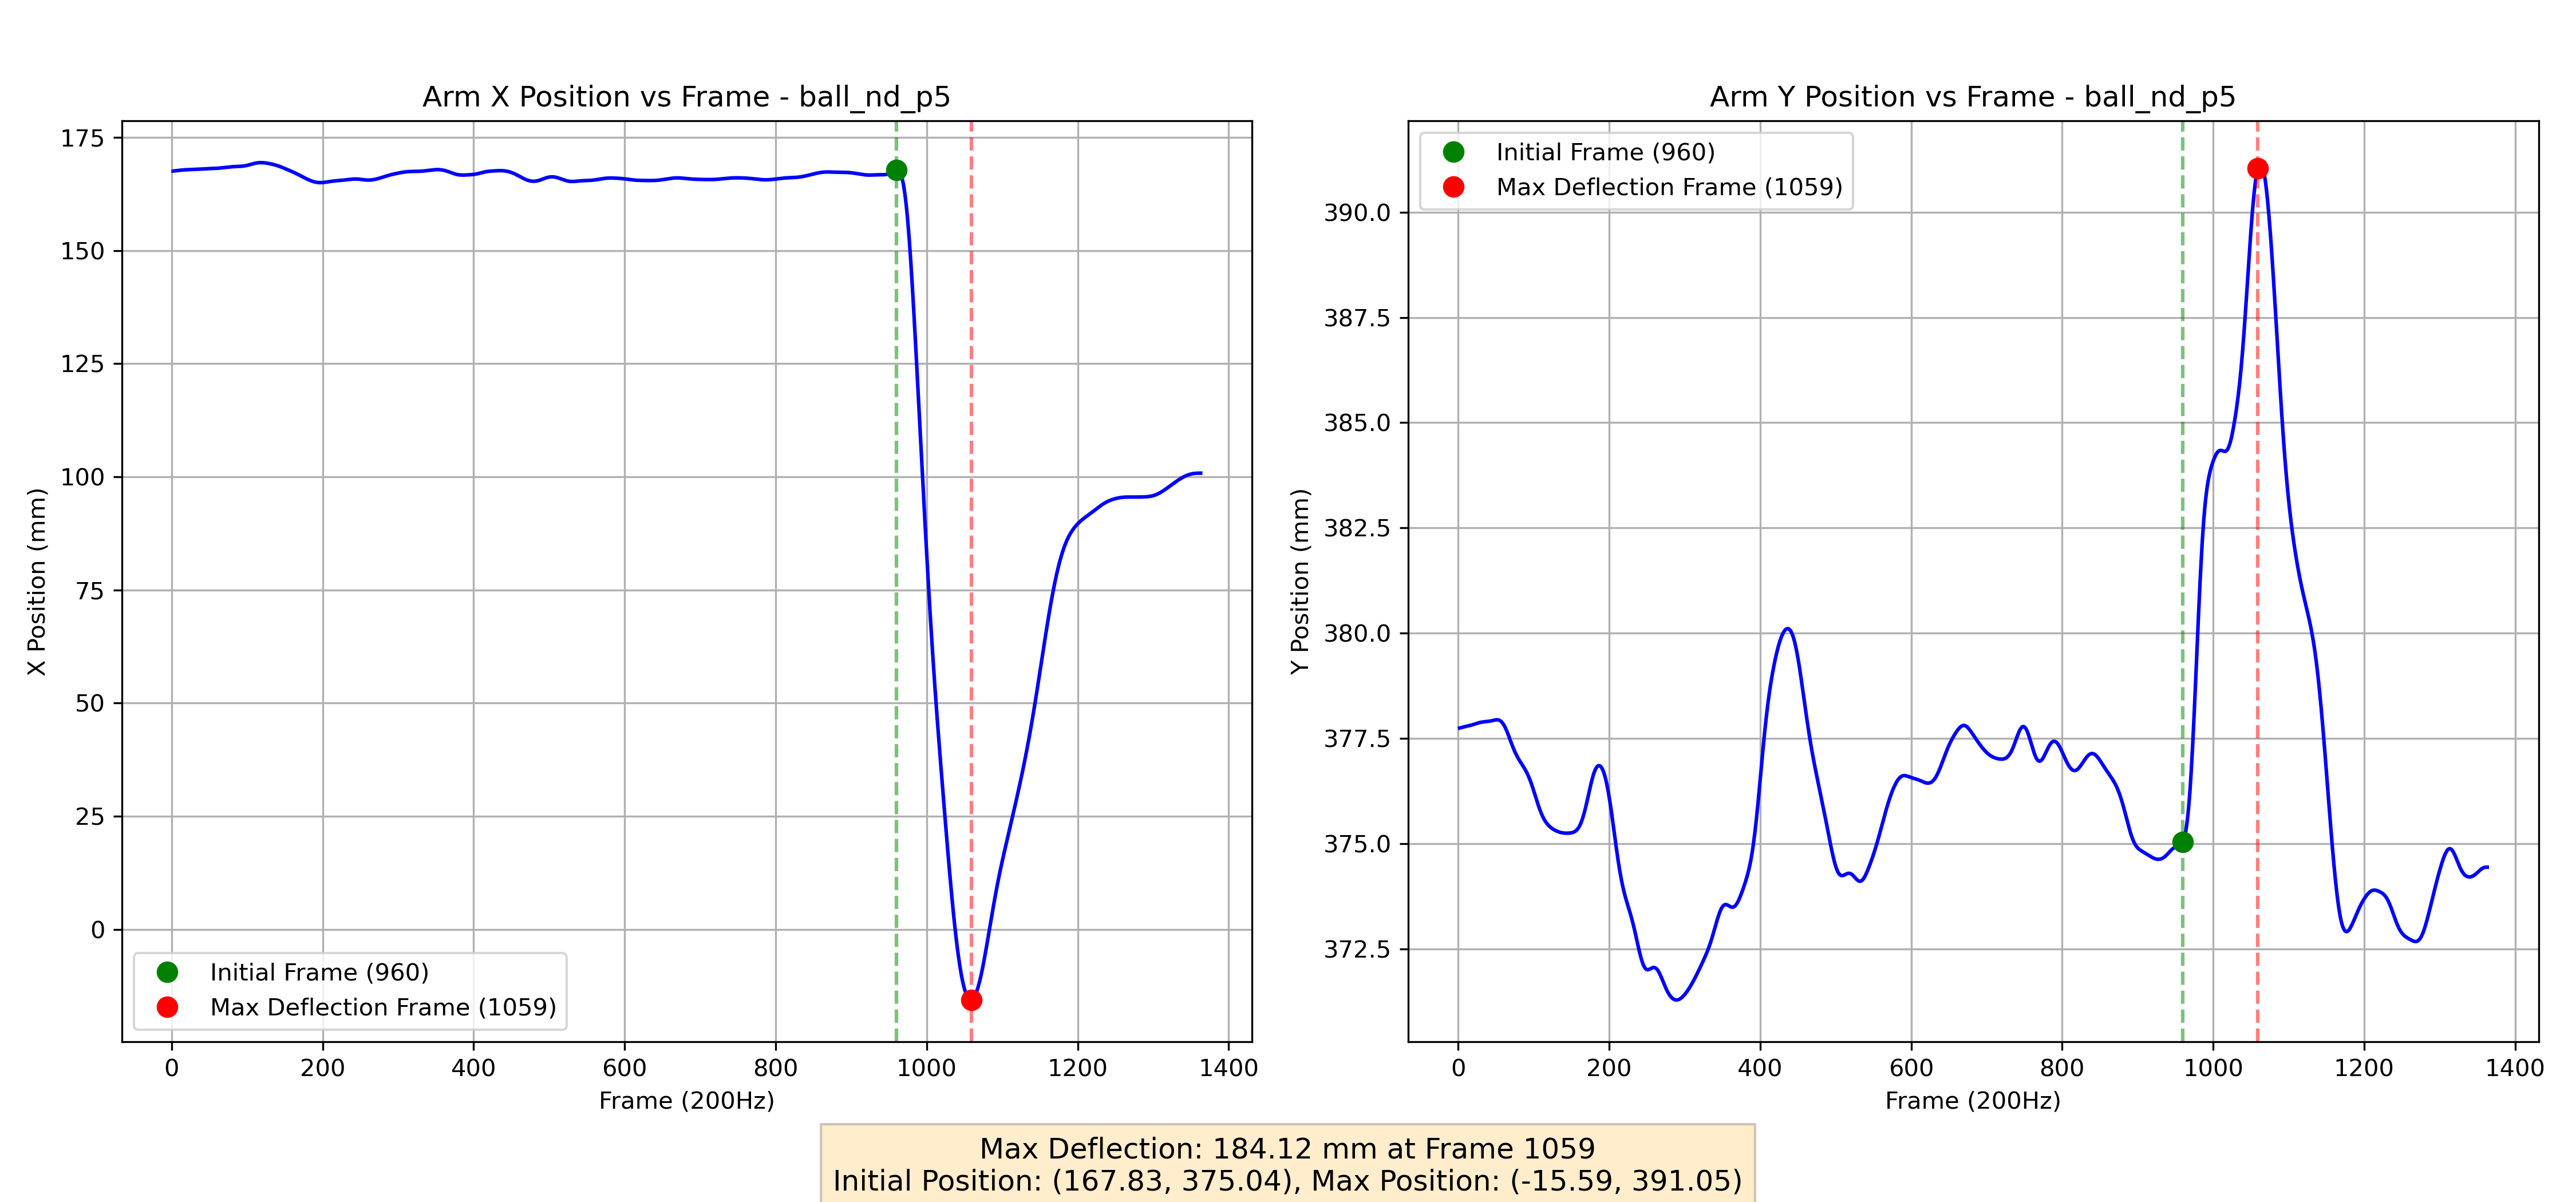 Arm X Position vs Frame - ball_nd_p5
175
150
125
100
75
50
25
0
X Position (mm)
Initial Frame (960)
Max Deflection Frame (1059)
0 200 400 600 800 1000 1200 1400
Frame (200Hz)
Arm Y Position vs Frame - ball_nd_p5
Initial Frame (960)
Max Deflection Frame (1059)
390.0
387.5
385.0
382.5
380.0
377.5
375.0
372.5
Y Position (mm)
0 200 400 600 800 1000 1200 1400
Frame (200Hz)
Max Deflection: 184.12 mm at Frame 1059
Initial Position: (167.83, 375.04), Max Position: (-15.59, 391.05)